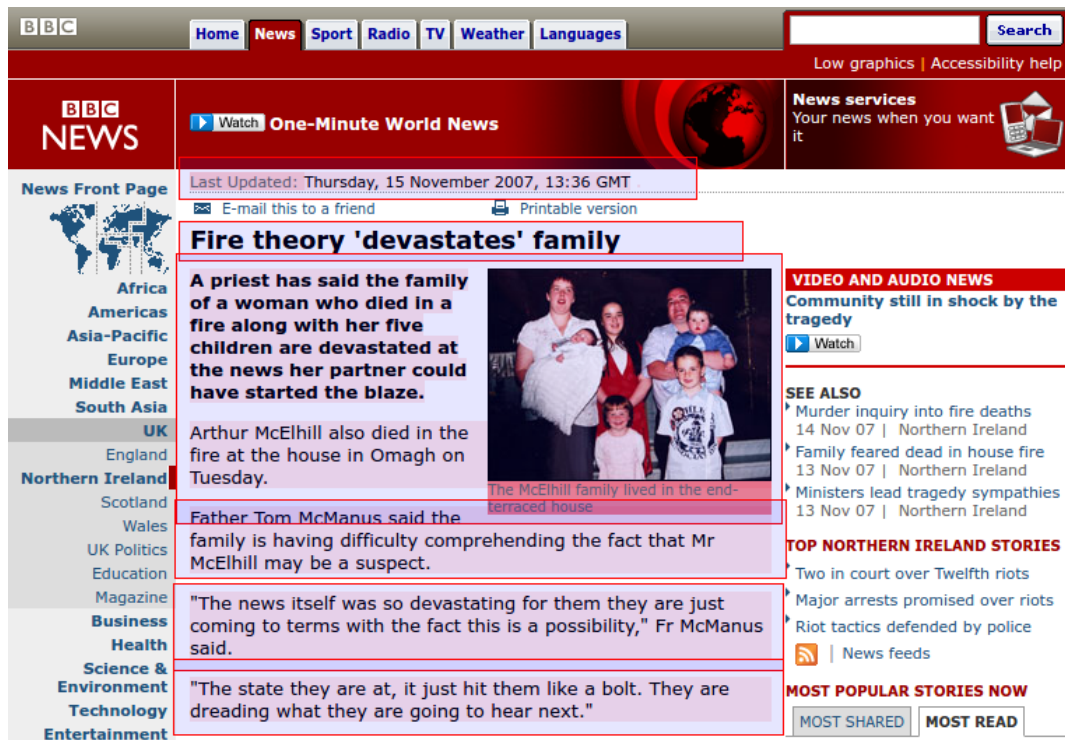 BBC
Home News Sport Radio TV Weather Languages
Search
Low graphics | Accessibility help
BBC
NEWS
Watch One-Minute World News
News services
Your news when you want
it
News Front Page
Africa
Americas
Asia-Pacific
Europe
Middle East
South Asia
UK
England
Northern Ireland
Scotland
Wales
UK Politics
Education
Magazine
Business
Health
Science &
Environment
Technology
Entertainment
Last Updated: Thursday, 15 November 2007, 13:36 GMT
E-mail this to a friend Printable version
Fire theory 'devastates' family
A priest has said the family
of a woman who died in a
fire along with her five
children are devastated at
the news her partner could
have started the blaze.
The McElhill family lived in the end-
terraced house
Arthur McElhill also died in the
fire at the house in Omagh on
Tuesday.
Father Tom McManus said the
family is having difficulty comprehending the fact that Mr
McElhill may be a suspect.
"The news itself was so devastating for them they are just
coming to terms with the fact this is a possibility," Fr McManus
said.
"The state they are at, it just hit them like a bolt. They are
dreading what they are going to hear next."
VIDEO AND AUDIO NEWS
Community still in shock by the
tragedy
Watch
SEE ALSO
Murder inquiry into fire deaths
14 Nov 07 | Northern Ireland
Family feared dead in house fire
13 Nov 07 | Northern Ireland
Ministers lead tragedy sympathies
13 Nov 07 | Northern Ireland
TOP NORTHERN IRELAND STORIES
Two in court over Twelfth riots
Major arrests promised over riots
Riot tactics defended by police
| News feeds
MOST POPULAR STORIES NOW
MOST SHARED MOST READ